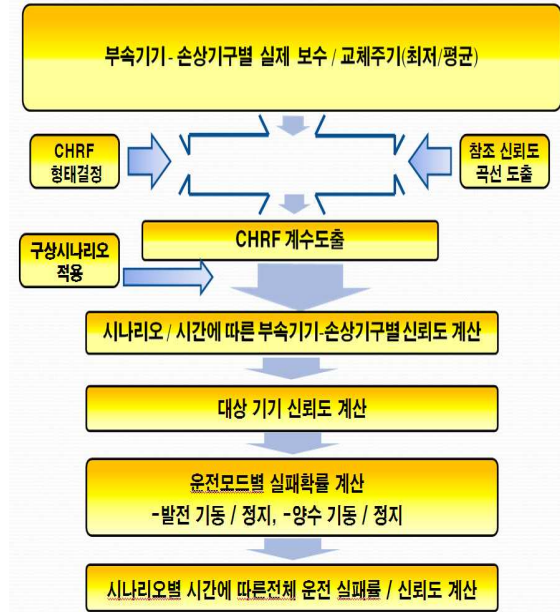 부속기기 - 손상기구별 실제 보수 / 교체주기(최저/평균)
CHRF
형태결정
참조 신뢰도
곡선 도출
CHRF 계수도출
구상시나리오
적용
시나리오 / 시간에 따른 부속기기-손상기구별 신뢰도 계산
대상 기기 신뢰도 계산
운전모드별 실패확률 계산
-발전 기동 / 정지, -양수 기동 / 정지
시나리오별 시간에 따른전체 운전 실패률 / 신뢰도 계산